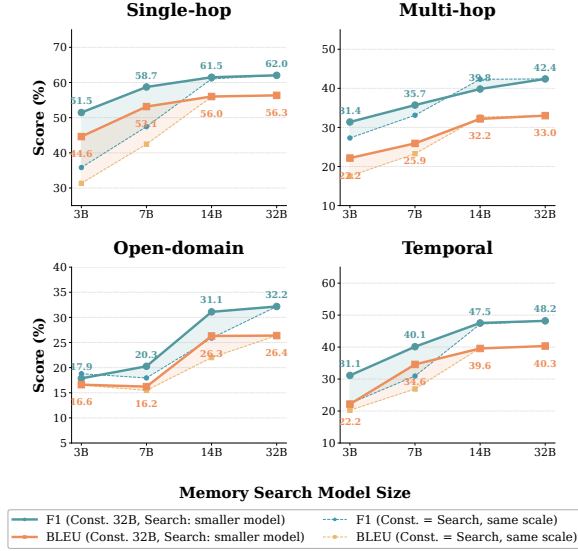 Single-hop
Multi-hop
Score (%)
70
60
50
40
30
51.5
58.7
61.5
62.0
44.6
53.1
56.0
56.3
3B
7B
14B
32B
50
40
30
20
10
31.4
35.7
39.8
42.4
22.2
25.9
32.2
33.0
3B
7B
14B
32B
Open-domain
Temporal
Score (%)
40
35
30
25
20
15
10
5
17.9
20.3
31.1
32.2
16.6
16.2
26.3
26.4
3B
7B
14B
32B
60
50
40
30
20
10
31.1
40.1
47.5
48.2
22.2
34.6
39.6
40.3
3B
7B
14B
32B
Memory Search Model Size
F1 (Const. 32B, Search: smaller model)
F1 (Const. = Search, same scale)
BLEU (Const. 32B, Search: smaller model)
BLEU (Const. = Search, same scale)